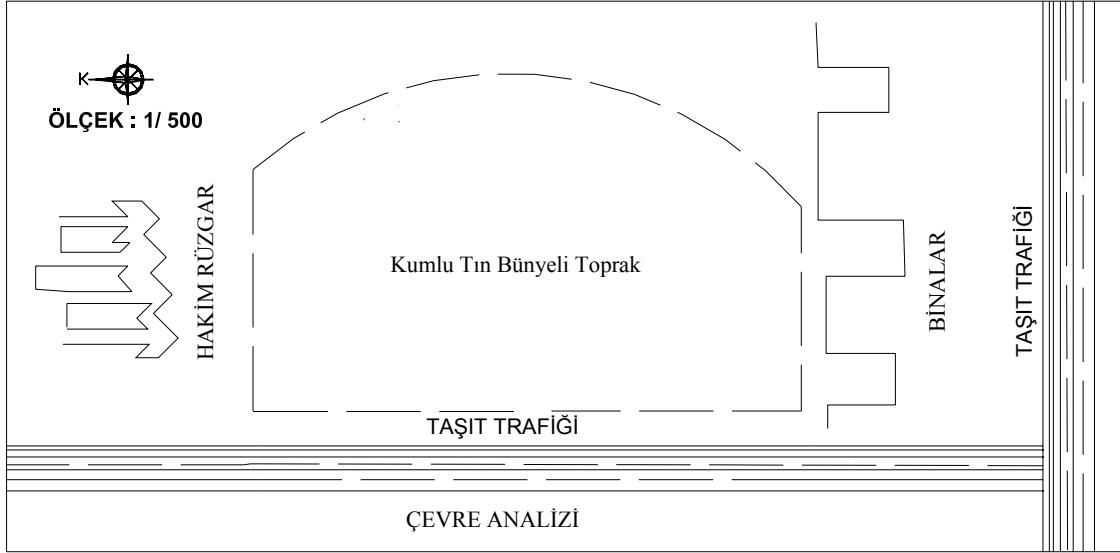 K
ÖLÇEK : 1/ 500
HAKİM RÜZGAR
Kumlu Tın Bünyeli Toprak
BİNALAR
TAŞIT TRAFİĞİ
TAŞIT TRAFİĞİ
ÇEVRE ANALİZİ